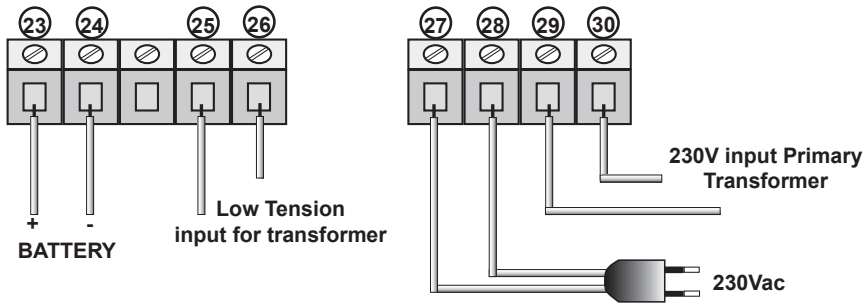 23 24 25 26 27 28 29 30
230V input Primary
Transformer
Low Tension
input for transformer
+ -
BATTERY
230Vac